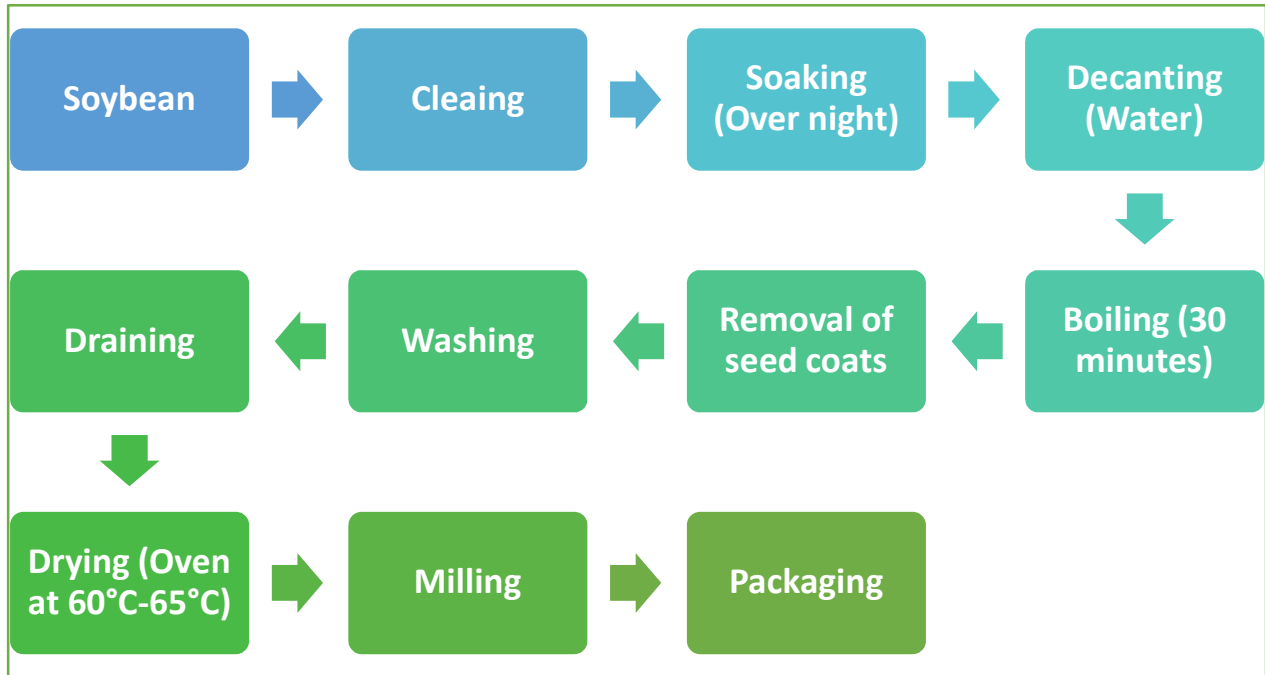 Soybean
Cleaing
Soaking
(Over night)
Decanting
(Water)
Boiling (30
minutes)
Removal of
seed coats
Washing
Draining
Drying (Oven
at 60°C-65°C)
Milling
Packaging